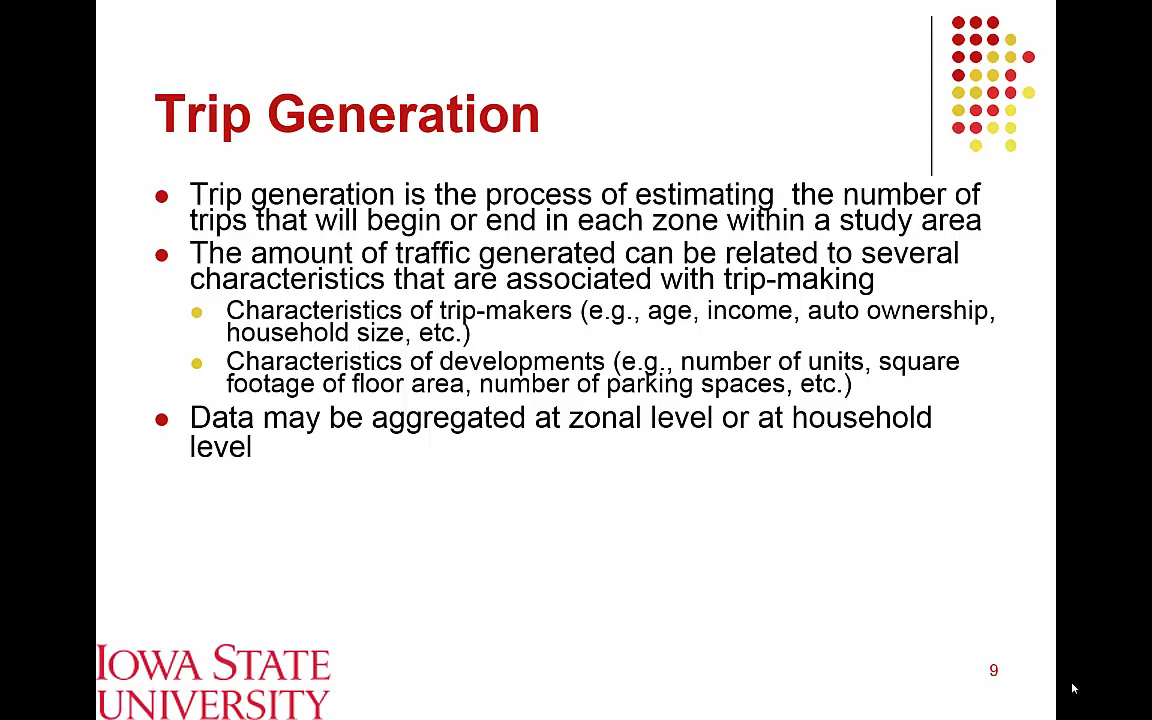 Trip Generation
Trip generation is the process of estimating  the number of
trips that will begin or end in each zone within a study area
The amount of traffic generated can be related to several
characteristics that are associated with trip-making
Characteristics of trip-makers (e.g., age, income, auto ownership,
household size, etc.)
Characteristics of developments (e.g., number of units, square
footage of floor area, number of parking spaces, etc.)
Data may be aggregated at zonal level or at household
level
IOWA STATE
UNIVERSITY
9